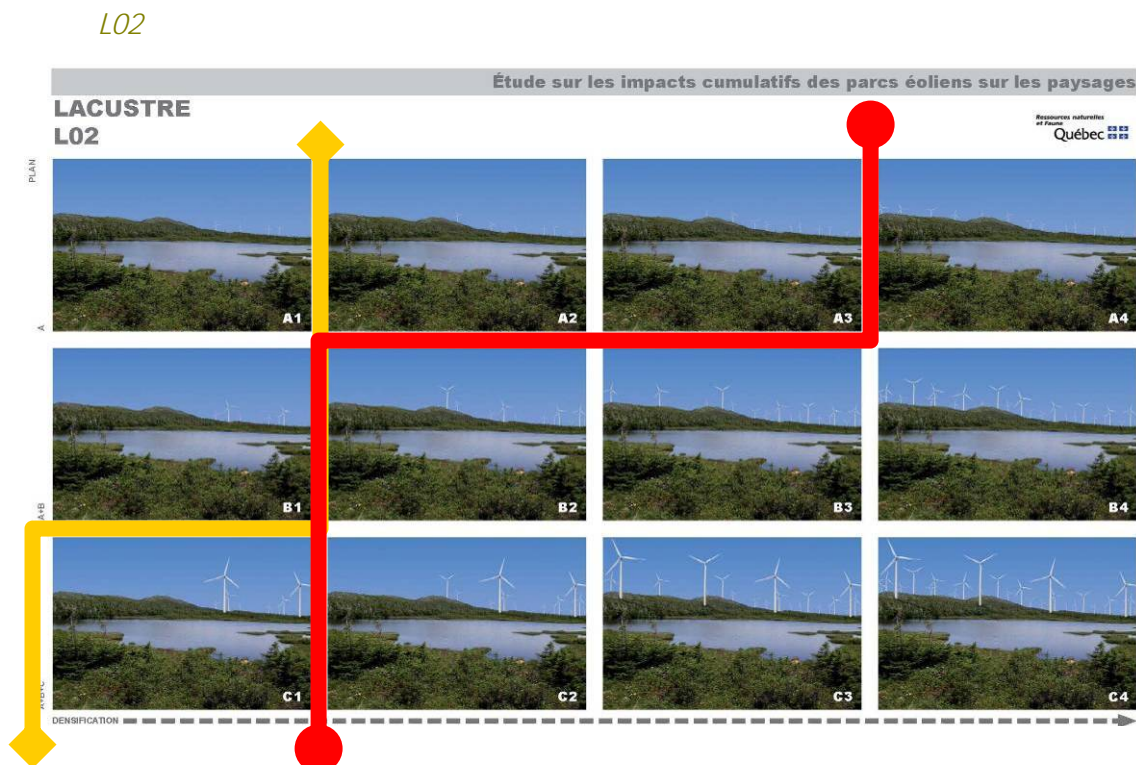 L02
Étude sur les impacts cumulatifs des parcs éoliens sur les paysages
LACUSTRE
L02
Ressources naturelles
et Faune
Québec
PLAN
A1
A2
A3
A4
A
B1
B2
B3
B4
A+B
C1
C2
C3
C4
A+B+C
DENSIFICATION